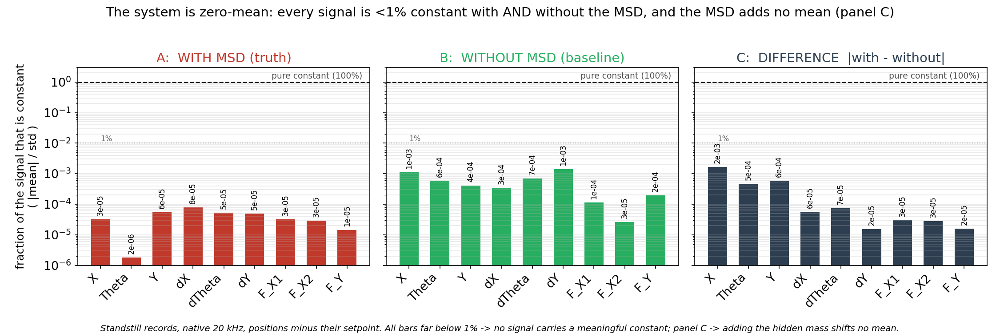 The system is zero-mean: every signal is <1% constant with AND without the MSD, and the MSD adds no mean (panel C)
A:  WITH MSD (truth)
fraction of the signal that is constant
( |mean| / std )
10⁰
10⁻¹
10⁻²
10⁻³
10⁻⁴
10⁻⁵
10⁻⁶
pure constant (100%)
1%
3e-05
2e-06
6e-05
8e-05
5e-05
5e-05
3e-05
3e-05
1e-05
X
Theta
Y
dX
dTheta
dY
F_X1
F_X2
F_Y
B:  WITHOUT MSD (baseline)
pure constant (100%)
1%
1e-03
6e-04
4e-04
3e-04
7e-04
1e-03
1e-04
3e-05
2e-04
X
Theta
Y
dX
dTheta
dY
F_X1
F_X2
F_Y
C:  DIFFERENCE  |with - without|
pure constant (100%)
1%
2e-03
5e-04
6e-04
6e-05
7e-05
2e-05
3e-05
3e-05
2e-05
X
Theta
Y
dX
dTheta
dY
F_X1
F_X2
F_Y
Standstill records, native 20 kHz, positions minus their setpoint. All bars far below 1% -> no signal carries a meaningful constant; panel C -> adding the hidden mass shifts no mean.